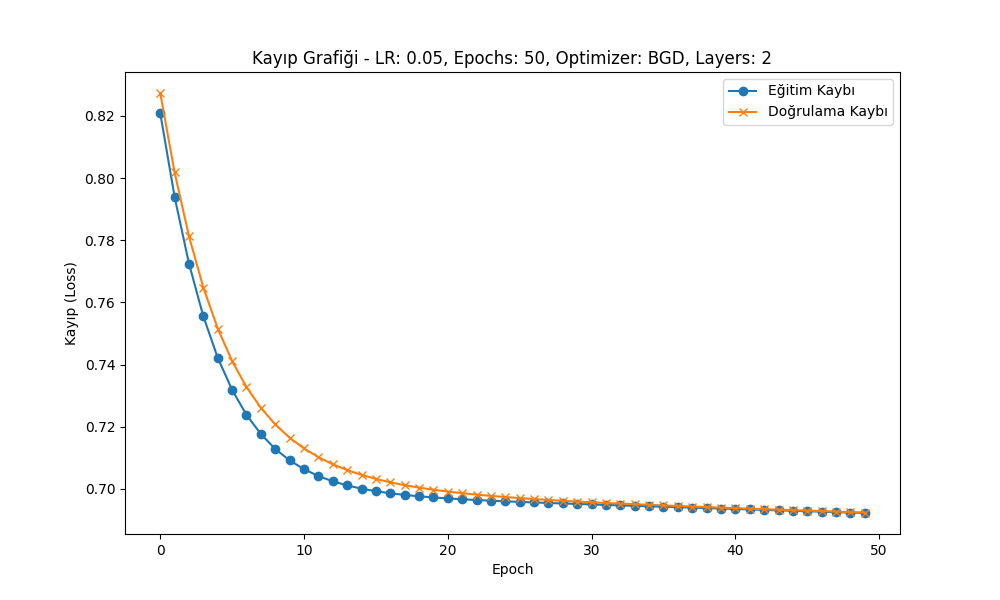 Kayıp Grafiği - LR: 0.05, Epochs: 50, Optimizer: BGD, Layers: 2
Eğitim Kaybı
Doğrulama Kaybı
Kayıp (Loss)
0.82
0.80
0.78
0.76
0.74
0.72
0.70
0
10
20
30
40
50
Epoch